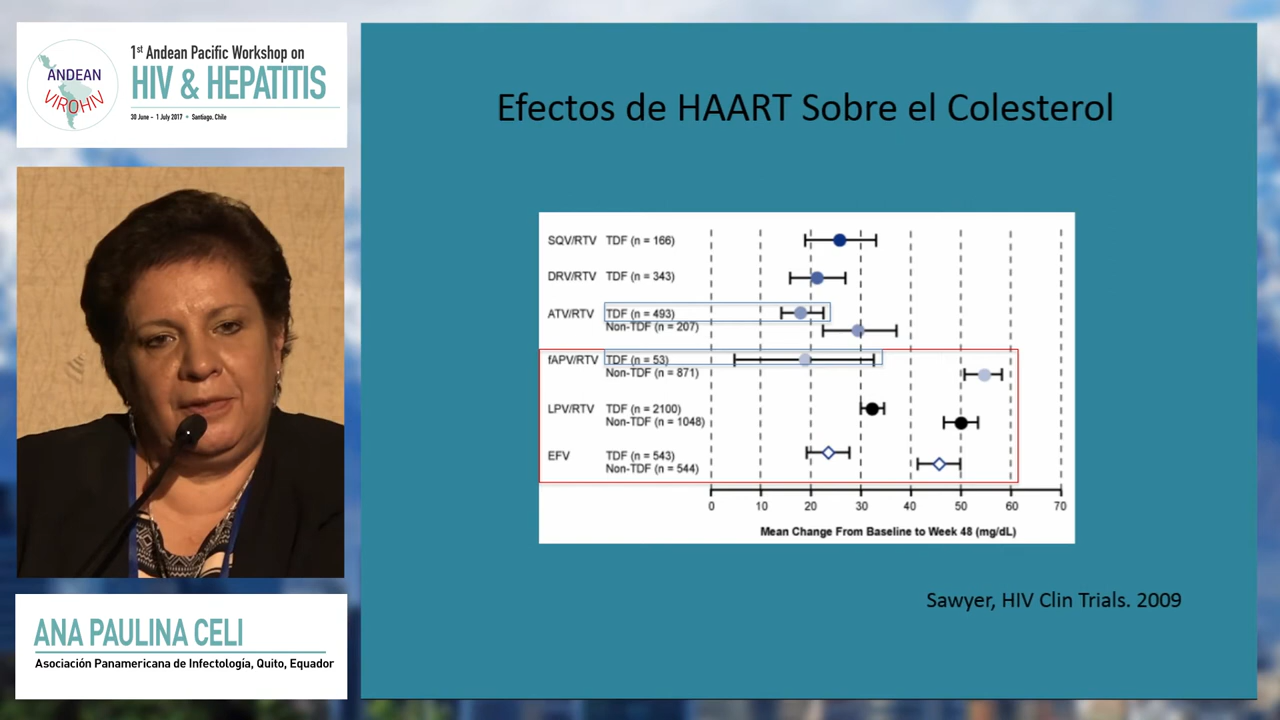 ANDEAN
VIROHIV
1st Andean Pacific Workshop on
HIV & HEPATITIS
30 June - 1 July 2017 • Santiago, Chile
ANA PAULINA CELI
Asociación Panamericana de Infectología, Quito, Equador
Efectos de HAART Sobre el Colesterol
SQV/RTV TDF (n = 166)
DRV/RTV TDF (n = 343)
ATV/RTV TDF (n = 493)
Non-TDF (n = 207)
fAPV/RTV TDF (n = 53)
Non-TDF (n = 871)
LPV/RTV TDF (n = 2100)
Non-TDF (n = 1048)
EFV TDF (n = 543)
Non-TDF (n = 544)
0 10 20 30 40 50 60 70
Mean Change From Baseline to Week 48 (mg/dL)
Sawyer, HIV Clin Trials. 2009